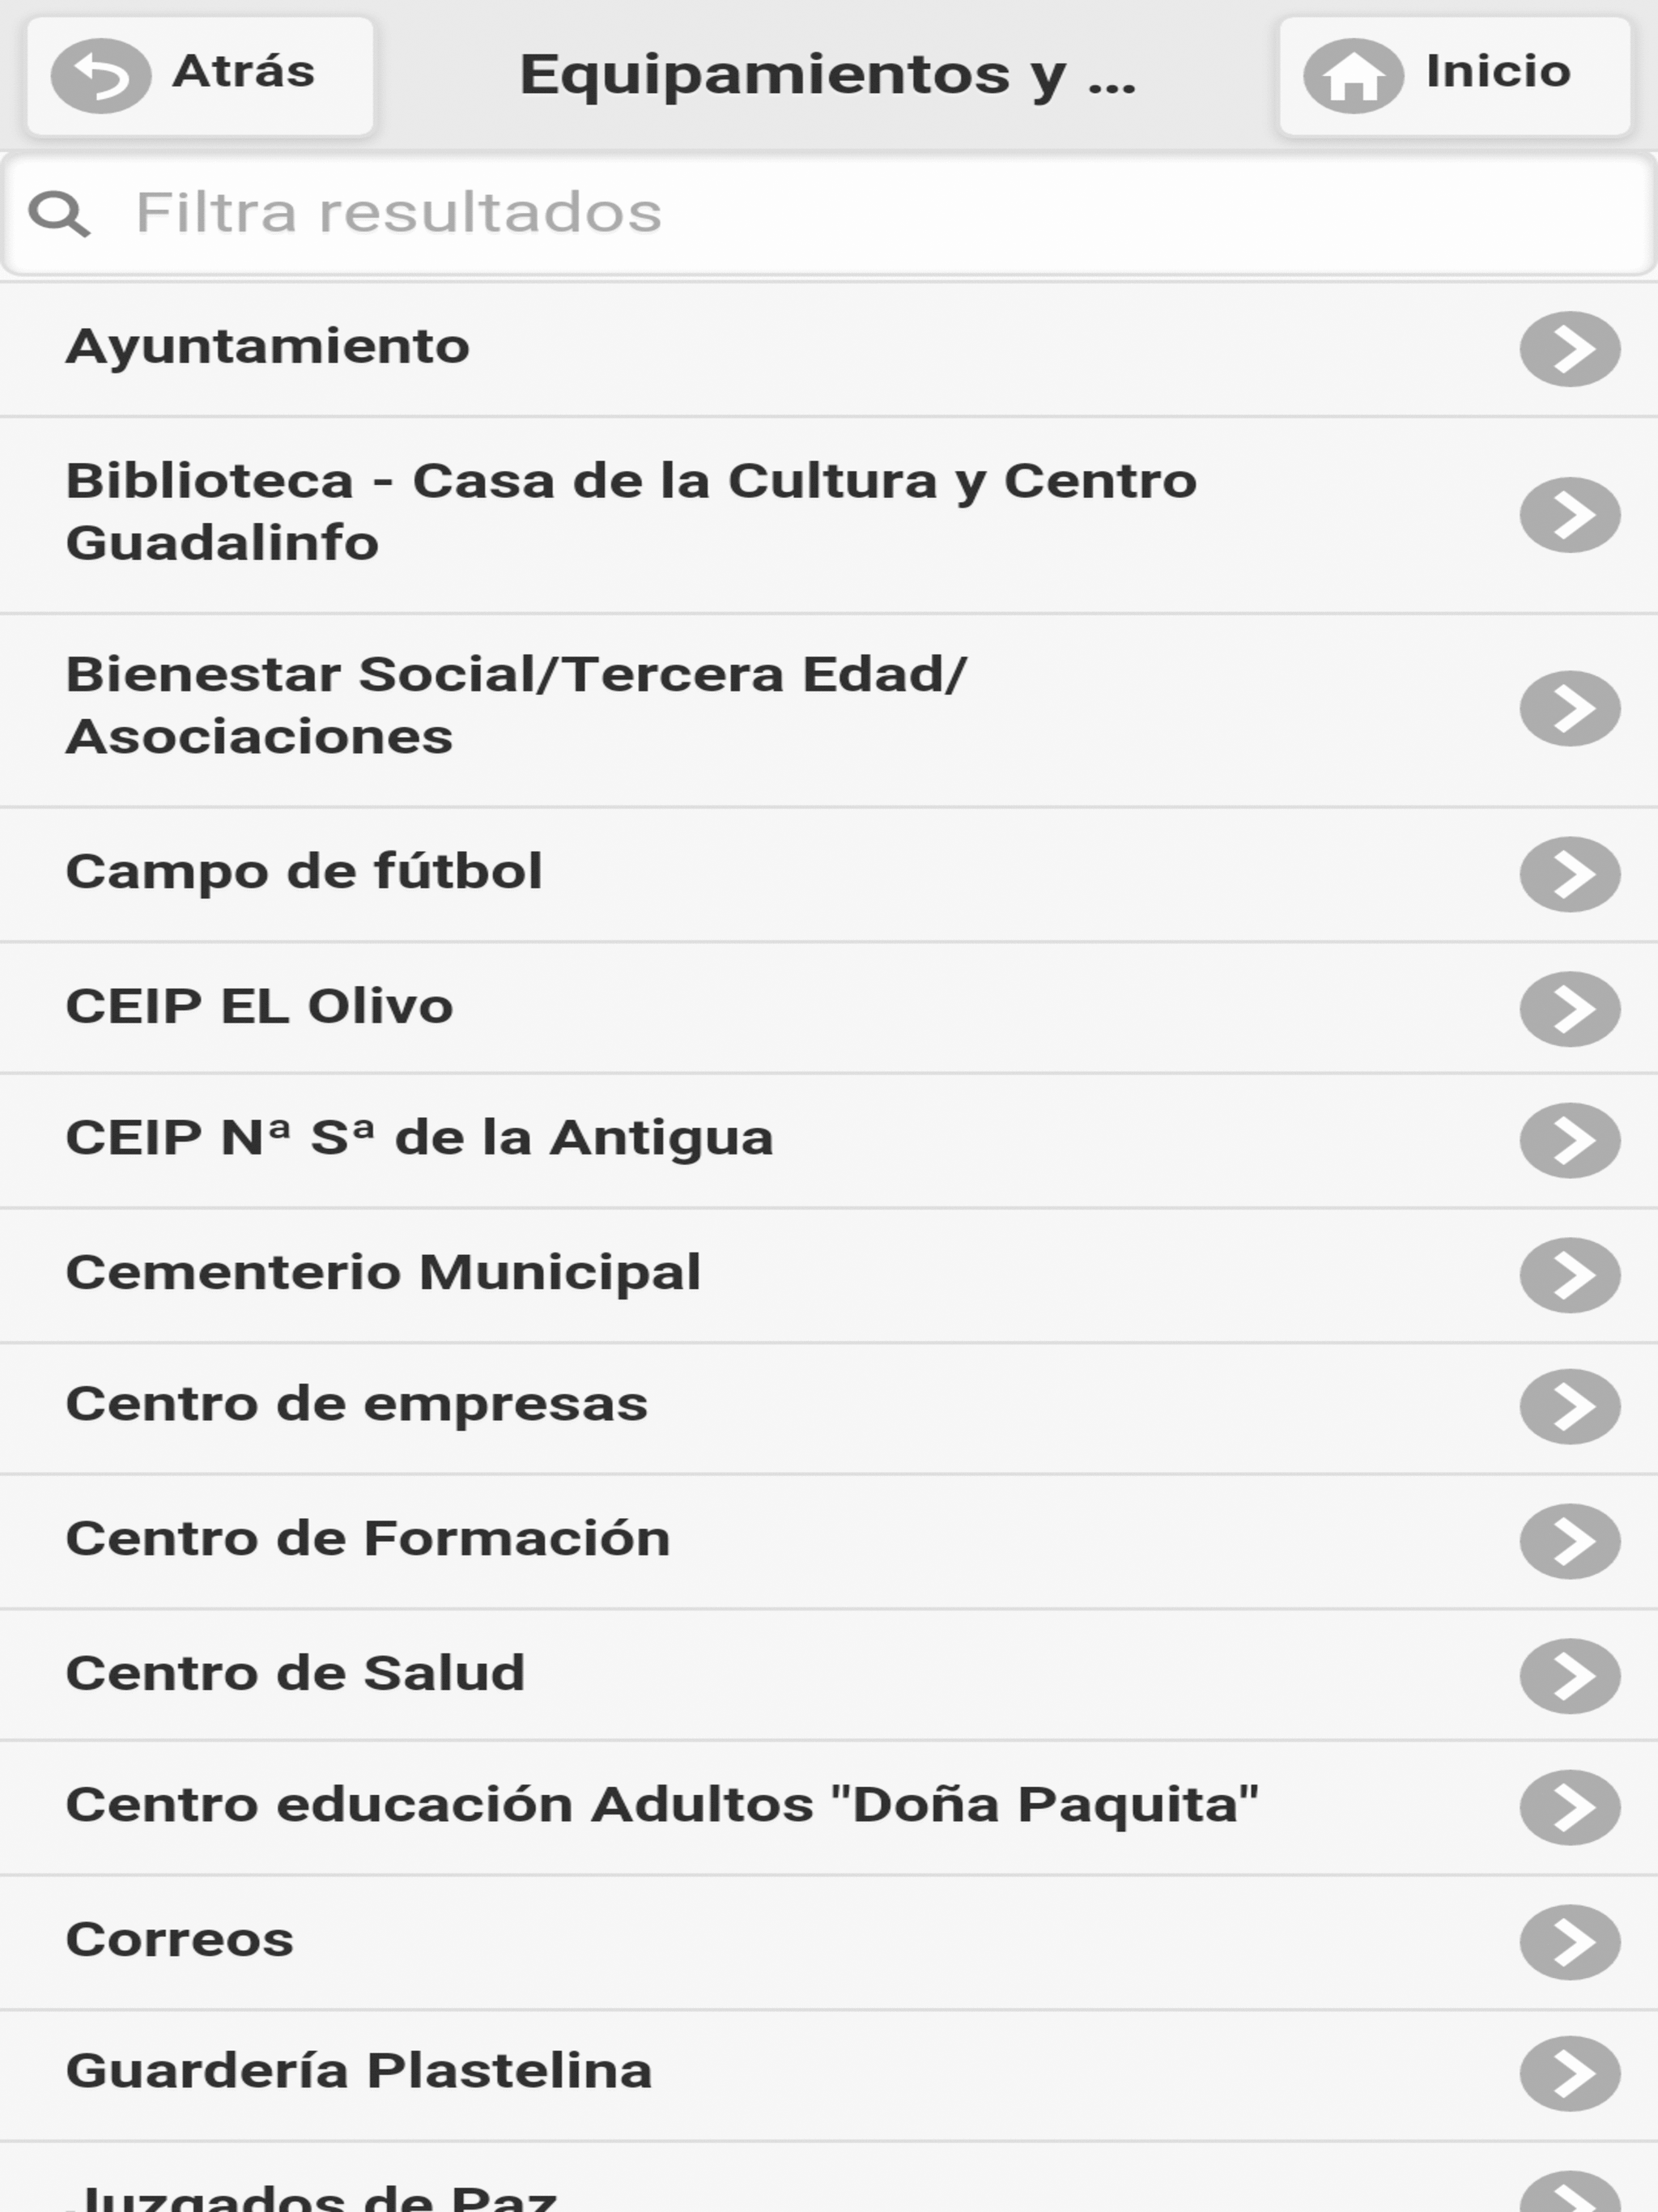 Atrás
Equipamientos y ...
Inicio
Filtra resultados
Ayuntamiento
Biblioteca - Casa de la Cultura y Centro
Guadalinfo
Bienestar Social/Tercera Edad/
Asociaciones
Campo de fútbol
CEIP EL Olivo
CEIP Nª Sª de la Antigua
Cementerio Municipal
Centro de empresas
Centro de Formación
Centro de Salud
Centro educación Adultos "Doña Paquita"
Correos
Guardería Plastelina
Juzgados de Paz